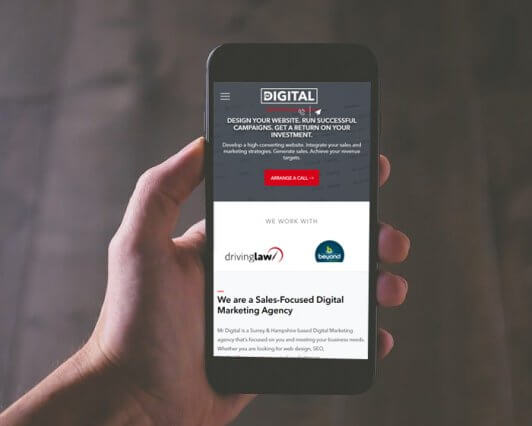 DIGITAL
DESIGN YOUR WEBSITE. RUN SUCCESSFUL
CAMPAIGNS. GET A RETURN ON YOUR
INVESTMENT.
Develop a high-converting website. Integrate your sales and
marketing strategies. Generate sales. Achieve your revenue
targets.
ARRANGE A CALL →
WE WORK WITH
drivinglaw
beyond
We are a Sales-Focused Digital
Marketing Agency
Mr Digital is a Surrey & Hampshire based Digital Marketing
agency that's focused on you and meeting your business needs.
Whether you are looking for web design, SEO,